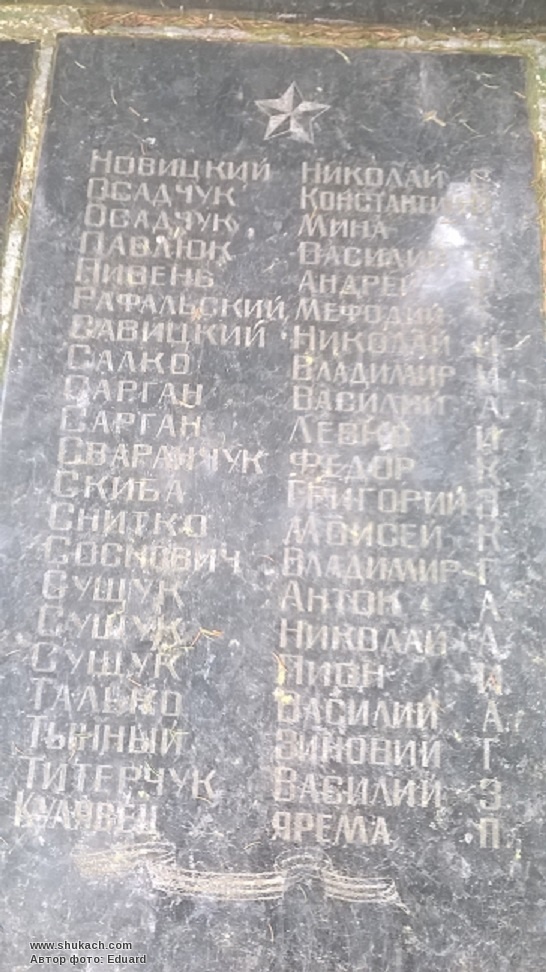 НОВИЦКИЙ НИКОЛАЙ
ОСАДЧУК КОНСТАНТИН
ОСАДЧУК МИНА
ПАВЛЮК ВАСИЛИЙ
ПИВЕНЬ АНДРЕЙ
РАФАЛЬСКИЙ МЕФОДИЙ
САВИЦКИЙ НИКОЛАЙ И
САЛКО ВЛАДИМИР И
САРГАН ВАСИЛИЙ А
САРГАН ЛЕВКО И
СВАРАНЧУК ФЕДОР К
СКИБА ГРИГОРИЙ З
СНИТКО МОИСЕЙ К
СОСНОВИЧ ВЛАДИМИР Г
СУЩУК АНТОН А
СУЩУК НИКОЛАЙ А
СУЩУК ПИОН И
ТАЛЬКО ВАСИЛИЙ А
ТЫННЫЙ ЗИНОВИЙ Г
ТИТЕРЧУК ВАСИЛИЙ З
КУЛЯВЕЦ ЯРЕМА П.
www.shukach.com
Автор фото: Eduard